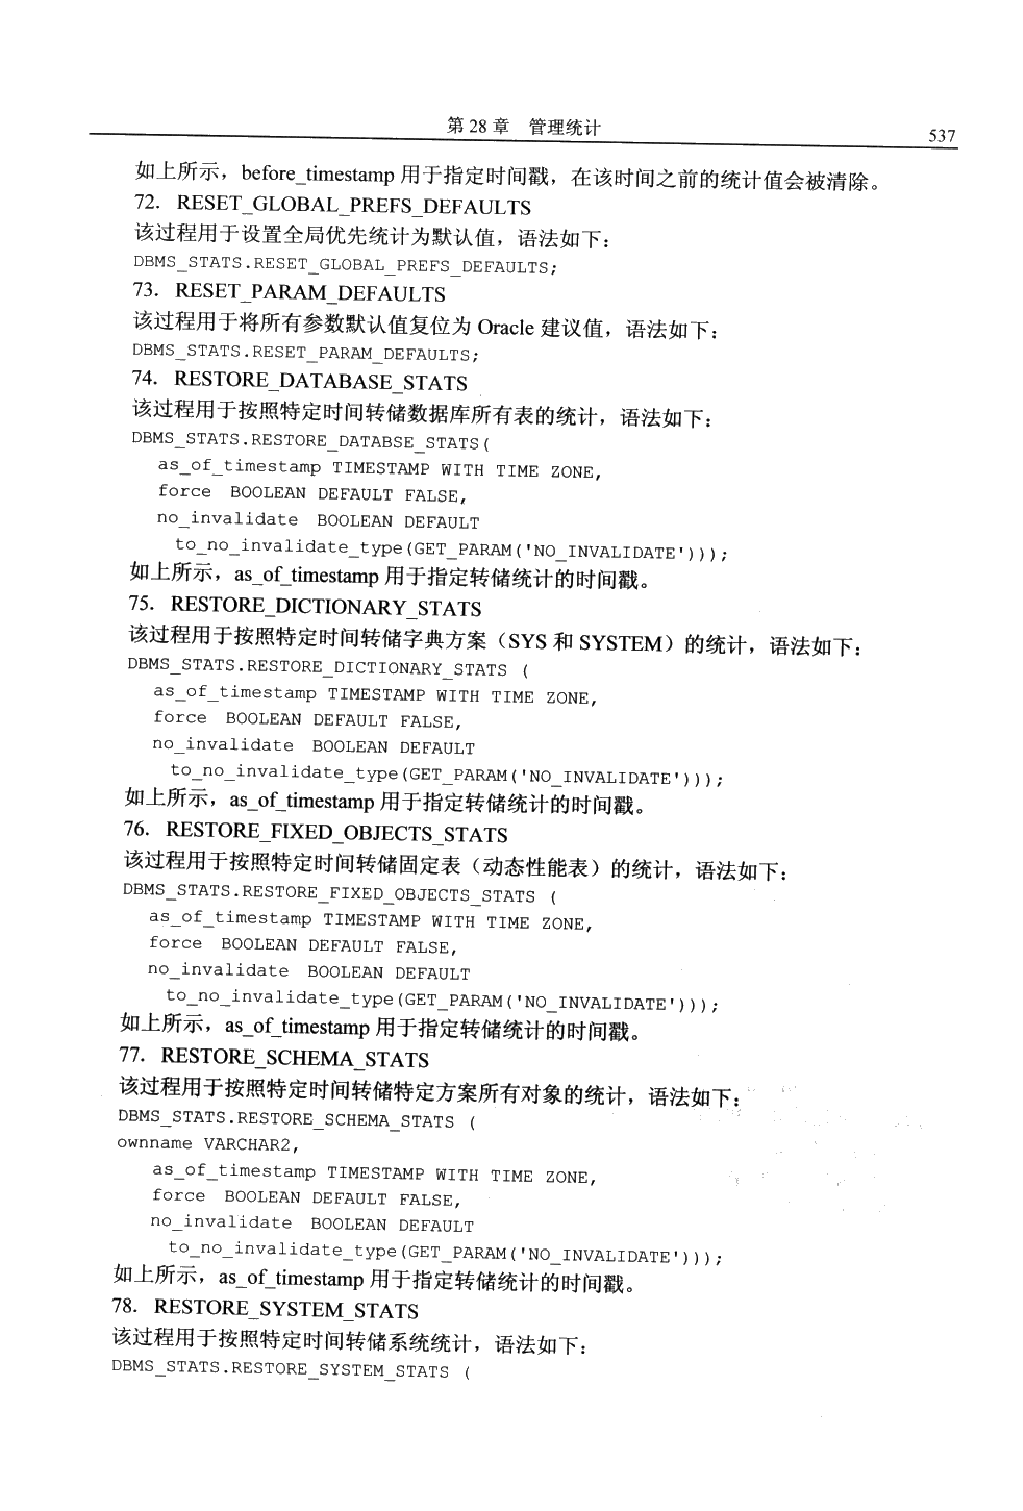 第 28 章　管理统计
537
如上所示，before_timestamp 用于指定时间戳，在该时间之前的统计值会被清除。
72．RESET_GLOBAL_PREFS_DEFAULTS
该过程用于设置全局优先统计为默认值，语法如下：
DBMS_STATS.RESET_GLOBAL_PREFS_DEFAULTS;
73．RESET_PARAM_DEFAULTS
该过程用于将所有参数默认值复位为 Oracle 建议值，语法如下：
DBMS_STATS.RESET_PARAM_DEFAULTS;
74．RESTORE_DATABASE_STATS
该过程用于按照特定时间转储数据库所有表的统计，语法如下：
DBMS_STATS.RESTORE_DATABSE_STATS(
as_of_timestamp TIMESTAMP WITH TIME ZONE,
force BOOLEAN DEFAULT FALSE,
no_invalidate BOOLEAN DEFAULT
to_no_invalidate_type(GET_PARAM('NO_INVALIDATE')));
如上所示，as_of_timestamp 用于指定转储统计的时间戳。
75．RESTORE_DICTIONARY_STATS
该过程用于按照特定时间转储字典方案（SYS 和 SYSTEM）的统计，语法如下：
DBMS_STATS.RESTORE_DICTIONARY_STATS (
as_of_timestamp TIMESTAMP WITH TIME ZONE,
force BOOLEAN DEFAULT FALSE,
no_invalidate BOOLEAN DEFAULT
to_no_invalidate_type(GET_PARAM('NO_INVALIDATE')));
如上所示，as_of_timestamp 用于指定转储统计的时间戳。
76．RESTORE_FIXED_OBJECTS_STATS
该过程用于按照特定时间转储固定表（动态性能表）的统计，语法如下：
DBMS_STATS.RESTORE_FIXED_OBJECTS_STATS (
as_of_timestamp TIMESTAMP WITH TIME ZONE,
force BOOLEAN DEFAULT FALSE,
no_invalidate BOOLEAN DEFAULT
to_no_invalidate_type(GET_PARAM('NO_INVALIDATE')));
如上所示，as_of_timestamp 用于指定转储统计的时间戳。
77．RESTORE_SCHEMA_STATS
该过程用于按照特定时间转储特定方案所有对象的统计，语法如下：
DBMS_STATS.RESTORE_SCHEMA_STATS (
ownname VARCHAR2,
as_of_timestamp TIMESTAMP WITH TIME ZONE,
force BOOLEAN DEFAULT FALSE,
no_invalidate BOOLEAN DEFAULT
to_no_invalidate_type(GET_PARAM('NO_INVALIDATE')));
如上所示，as_of_timestamp 用于指定转储统计的时间戳。
78．RESTORE_SYSTEM_STATS
该过程用于按照特定时间转储系统统计，语法如下：
DBMS_STATS.RESTORE_SYSTEM_STATS (